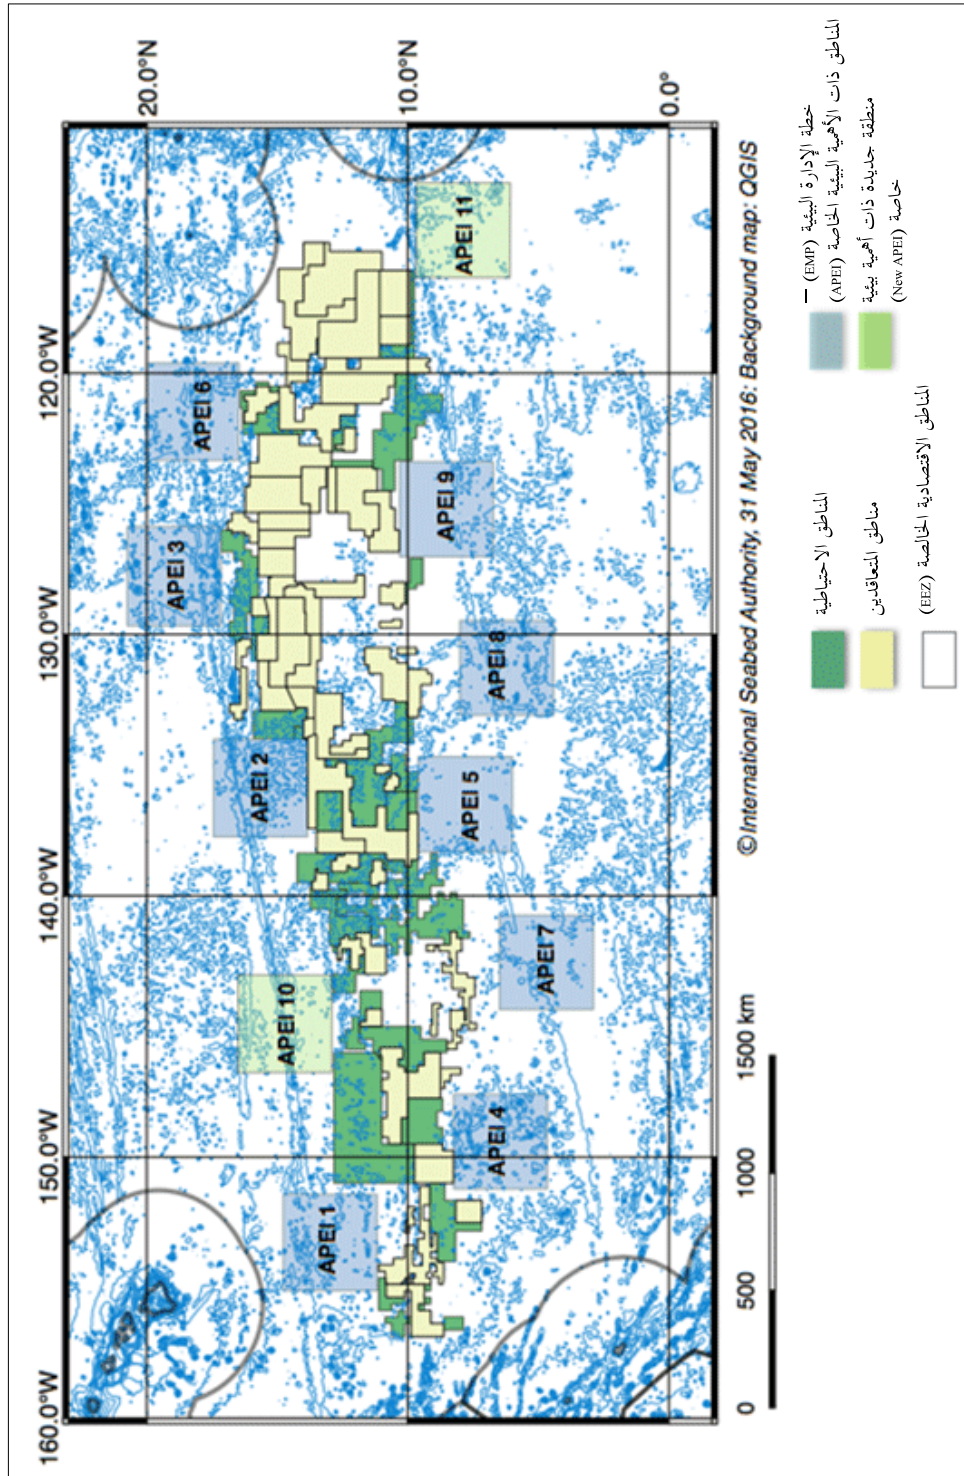 20.0°N
10.0°N
0.0°
160.0°W
150.0°W
140.0°W
130.0°W
120.0°W
APEI 1
APEI 2
APEI 3
APEI 6
APEI 10
APEI 4
APEI 7
APEI 5
APEI 8
APEI 9
APEI 11
0 500 1000 1500 km
©International Seabed Authority, 31 May 2016: Background map: QGIS
المناطق الاحتياطية
مناطق المتعاقدين
المناطق الاقتصادية الخالصة (EEZ)
خطة الإدارة البيئية (EMP) –
المناطق ذات الأهمية البيئية الخاصة (APEI)
منطقة جديدة ذات أهمية بيئية
خاصة (New APEI)